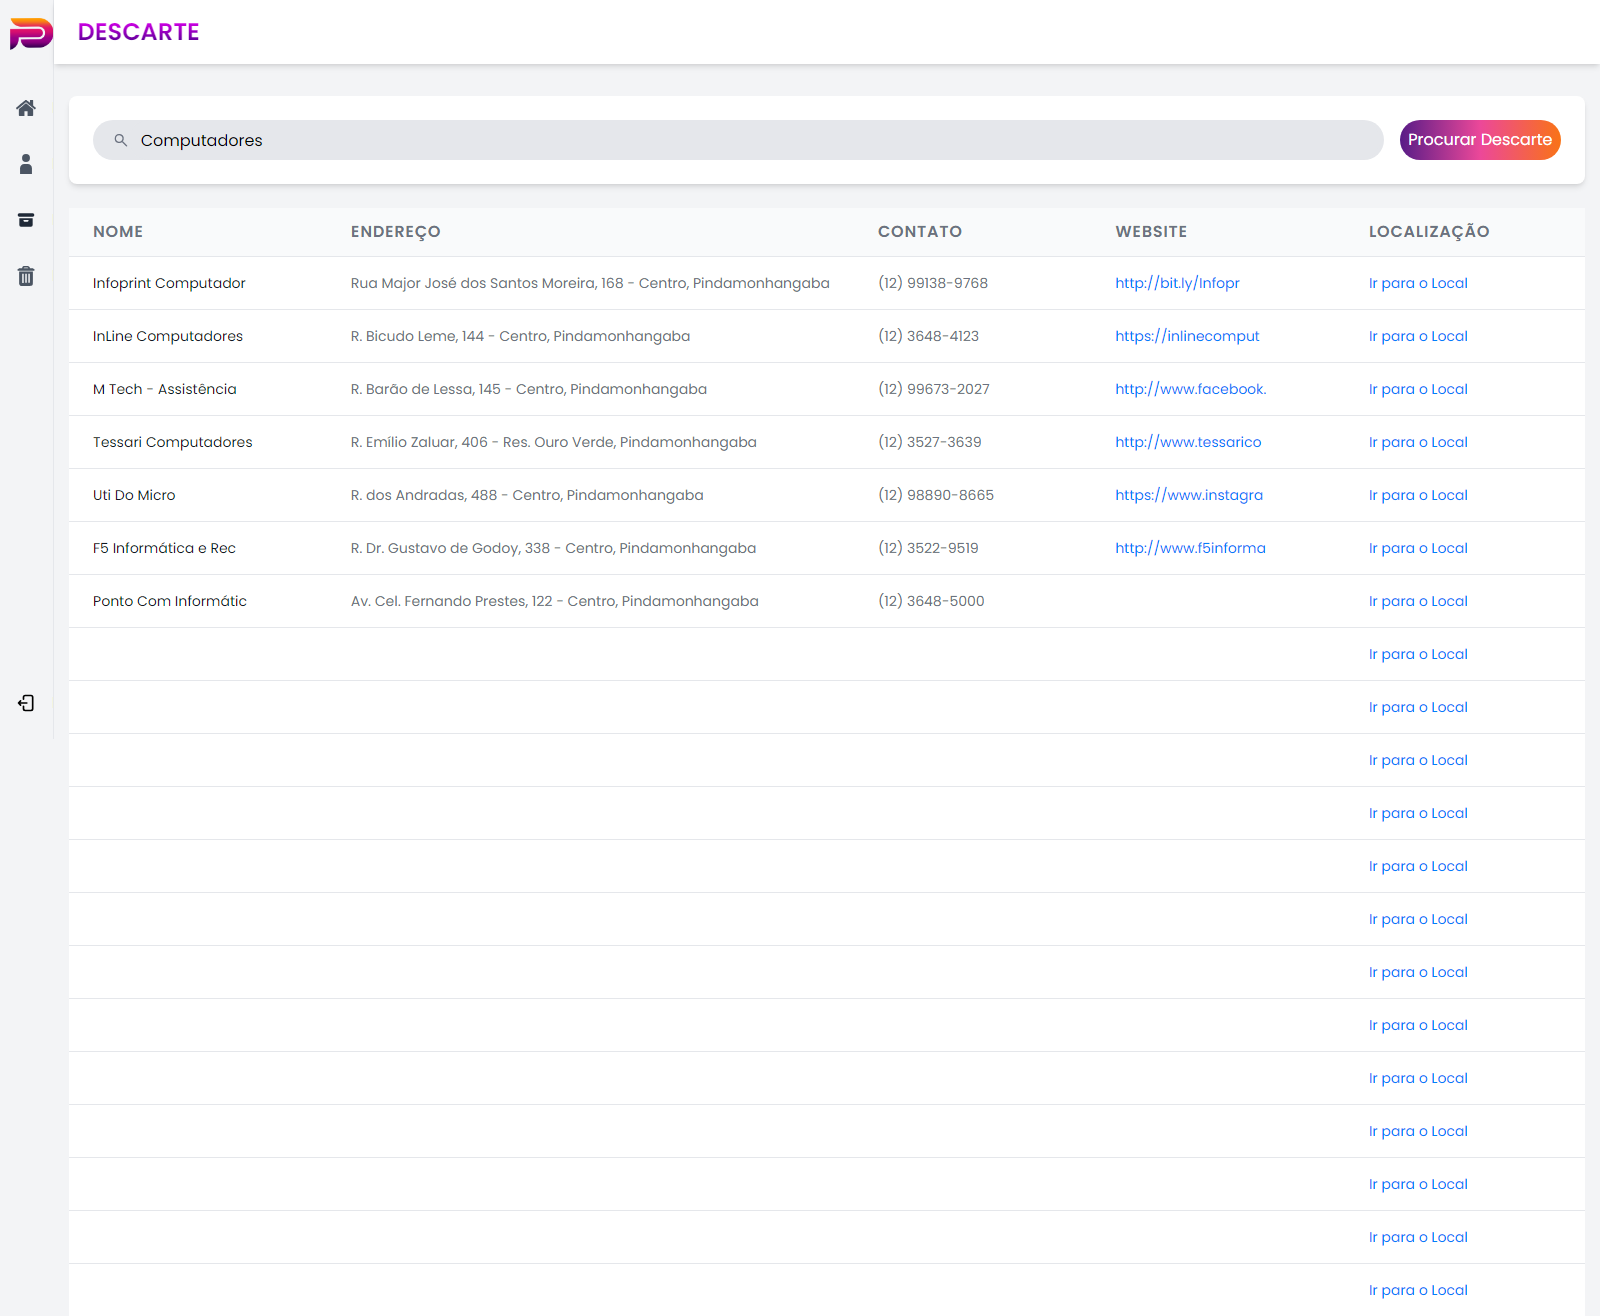 DESCARTE
Computadores
Procurar Descarte
NOME ENDEREÇO CONTATO WEBSITE LOCALIZAÇÃO
Infoprint Computador Rua Major José dos Santos Moreira, 168 - Centro, Pindamonhangaba (12) 99138-9768 http://bit.ly/Infopr Ir para o Local
InLine Computadores R. Bicudo Leme, 144 - Centro, Pindamonhangaba (12) 3648-4123 https://inlinecomput Ir para o Local
M Tech - Assistência R. Barão de Lessa, 145 - Centro, Pindamonhangaba (12) 99673-2027 http://www.facebook. Ir para o Local
Tessari Computadores R. Emílio Zaluar, 406 - Res. Ouro Verde, Pindamonhangaba (12) 3527-3639 http://www.tessarico Ir para o Local
Uti Do Micro R. dos Andradas, 488 - Centro, Pindamonhangaba (12) 98890-8665 https://www.instagra Ir para o Local
F5 Informática e Rec R. Dr. Gustavo de Godoy, 338 - Centro, Pindamonhangaba (12) 3522-9519 http://www.f5informa Ir para o Local
Ponto Com Informátic Av. Cel. Fernando Prestes, 122 - Centro, Pindamonhangaba (12) 3648-5000 Ir para o Local
Ir para o Local
Ir para o Local
Ir para o Local
Ir para o Local
Ir para o Local
Ir para o Local
Ir para o Local
Ir para o Local
Ir para o Local
Ir para o Local
Ir para o Local
Ir para o Local
Ir para o Local